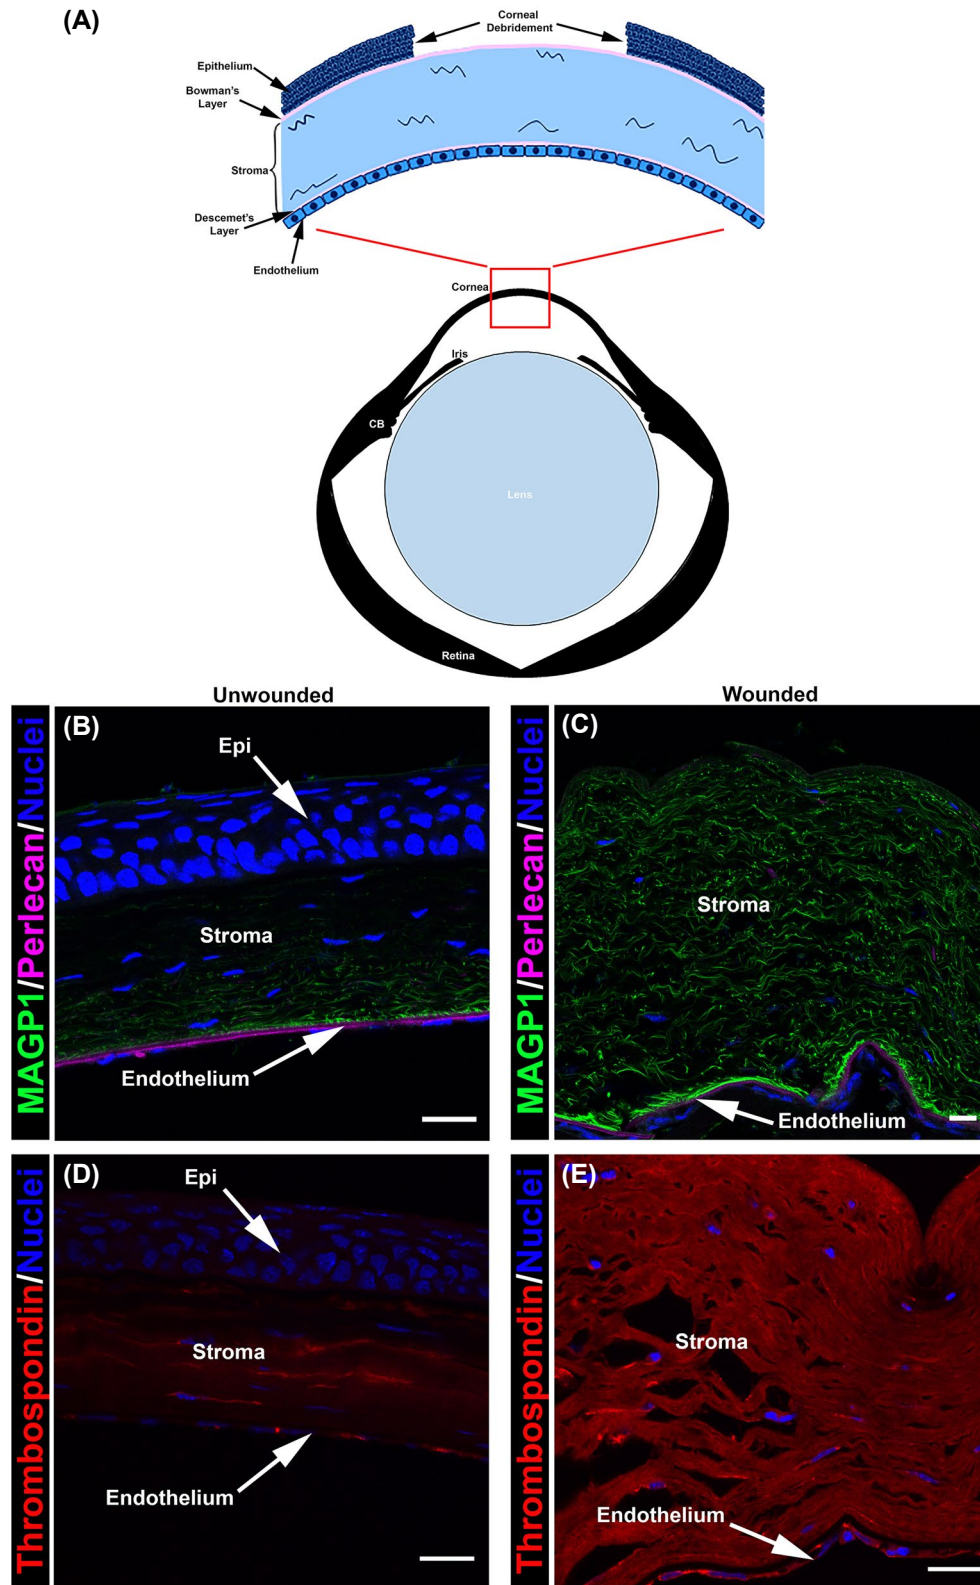 (A)
Corneal
Debridement
Epithelium
Bowman's
Layer
Stroma
Descemet's
Layer
Endothelium
Cornea
Iris
CB
Lens
Retina
Unwounded
Wounded
MAGP1/Perlecan/Nuclei
(B)
Epi
Stroma
Endothelium
MAGP1/Perlecan/Nuclei
(C)
Stroma
Endothelium
Thrombospondin/Nuclei
(D)
Epi
Stroma
Endothelium
Thrombospondin/Nuclei
(E)
Stroma
Endothelium